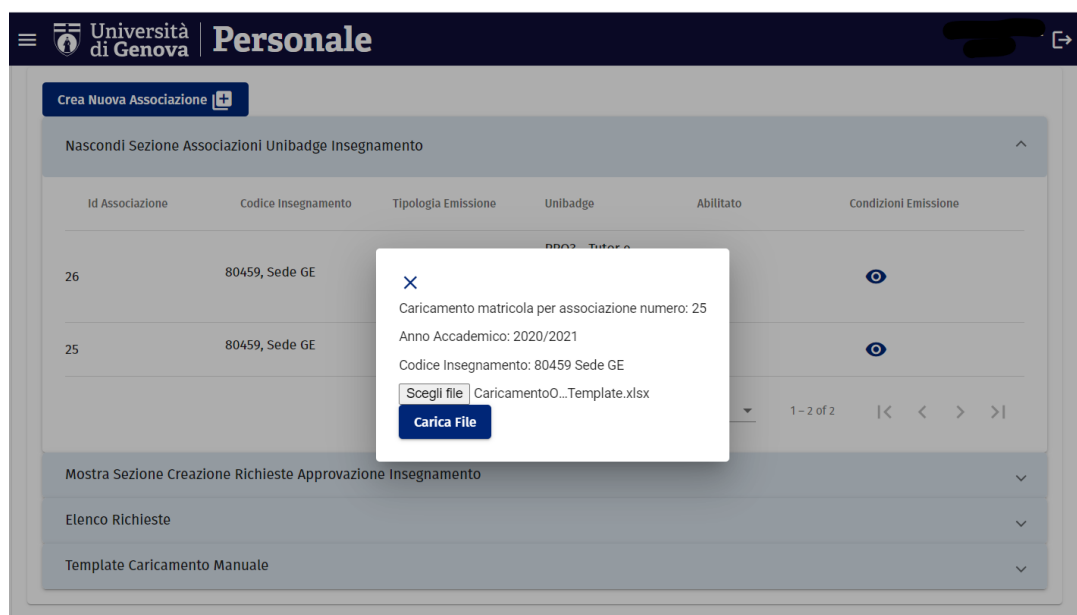 Università
di Genova
Personale
Crea Nuova Associazione
Nascondi Sezione Associazioni Unibadge Insegnamento
Id Associazione Codice Insegnamento Tipologia Emissione Unibadge Abilitato Condizioni Emissione
PRO3 - Tutor e
26 80459, Sede GE
25 80459, Sede GE
Caricamento matricola per associazione numero: 25
Anno Accademico: 2020/2021
Codice Insegnamento: 80459 Sede GE
Scegli file CaricamentoO...Template.xlsx
Carica File
1 – 2 of 2
Mostra Sezione Creazione Richieste Approvazione Insegnamento
Elenco Richieste
Template Caricamento Manuale